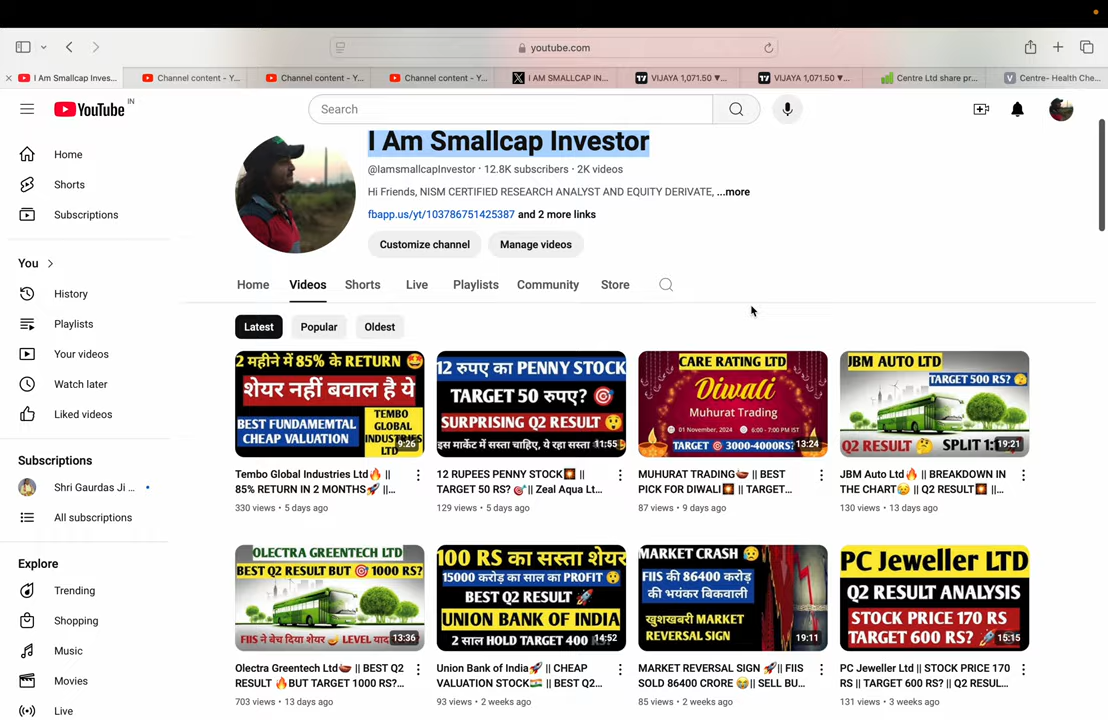 youtube.com
I Am Smallcap Inves...
Channel content - Y...
Channel content - Y...
Channel content - Y...
I AM SMALLCAP IN...
VIJAYA 1,071.50 ▼...
VIJAYA 1,071.50 ▼...
Centre Ltd share pr...
Centre- Health Che...
YouTube IN
Search
I Am Smallcap Investor
@IamsmallcapInvestor · 12.8K subscribers · 2K videos
Hi Friends, NISM CERTIFIED RESEARCH ANALYST AND EQUITY DERIVATE, ...more
fbapp.us/yt/103786751425387 and 2 more links
Customize channel
Manage videos
Home
Videos
Shorts
Live
Playlists
Community
Store
Latest
Popular
Oldest
Home
Shorts
Subscriptions
You
History
Playlists
Your videos
Watch later
Liked videos
Subscriptions
Shri Gaurdas Ji ...
All subscriptions
Explore
Trending
Shopping
Music
Movies
Live
2 महीने में 85% के RETURN
शेयर नहीं बवाल है ये
BEST FUNDAMEMTAL
CHEAP VALUATION
TEMBO
GLOBAL
INDUSTRIES
LTD
9:26
Tembo Global Industries Ltd🔥 ||
85% RETURN IN 2 MONTHS🚀 ||...
330 views · 5 days ago
12 रुपए का PENNY STOCK
TARGET 50 रुपए? 🎯
SURPRISING Q2 RESULT 😲
इस मार्केट में सस्ता चाहिए, ये रहा सस्ता
11:55
12 RUPEES PENNY STOCK💥 ||
TARGET 50 RS? 🎯|| Zeal Aqua Lt...
129 views · 5 days ago
CARE RATING LTD
Diwali
Muhurat Trading
01 November, 2024
6:00 - 7:00 PM IST
TARGET 🎯 3000-4000RS?
13:24
MUHURAT TRADING🪔 || BEST
PICK FOR DIWALI💥 || TARGET...
87 views · 9 days ago
JBM AUTO LTD
TARGET 500 RS? 🫣
Q2 RESULT 🤔 SPLIT 1:
19:21
JBM Auto Ltd🔥 || BREAKDOWN IN
THE CHART😥 || Q2 RESULT💥 ||...
130 views · 13 days ago
OLECTRA GREENTECH LTD
BEST Q2 RESULT BUT 🎯 1000 RS?
FIIS ने बेच दिया शेयर 🤳 LEVEL याद
13:36
Olectra Greentech Ltd🪔 || BEST Q2
RESULT 🔥BUT TARGET 1000 RS?...
703 views · 13 days ago
100 RS का सस्ता शेयर
15000 करोड़ का साल का PROFIT 😲
BEST Q2 RESULT 🚀
UNION BANK OF INDIA
2 साल HOLD TARGET 400
14:52
Union Bank of India🚀 || CHEAP
VALUATION STOCK🇮🇳 || BEST Q2...
93 views · 2 weeks ago
MARKET CRASH 😥
FIIS की 86400 करोड़
की भयंकर बिकवाली
खुशखबरी MARKET
REVERSAL SIGN
19:11
MARKET REVERSAL SIGN 🚀|| FIIS
SOLD 86400 CRORE 😂|| SELL BU...
85 views · 2 weeks ago
PC Jeweller LTD
Q2 RESULT ANALYSIS
STOCK PRICE 170 RS
TARGET 600 RS? 🚀
15:15
PC Jeweller Ltd || STOCK PRICE 170
RS || TARGET 600 RS? || Q2 RESUL...
131 views · 3 weeks ago